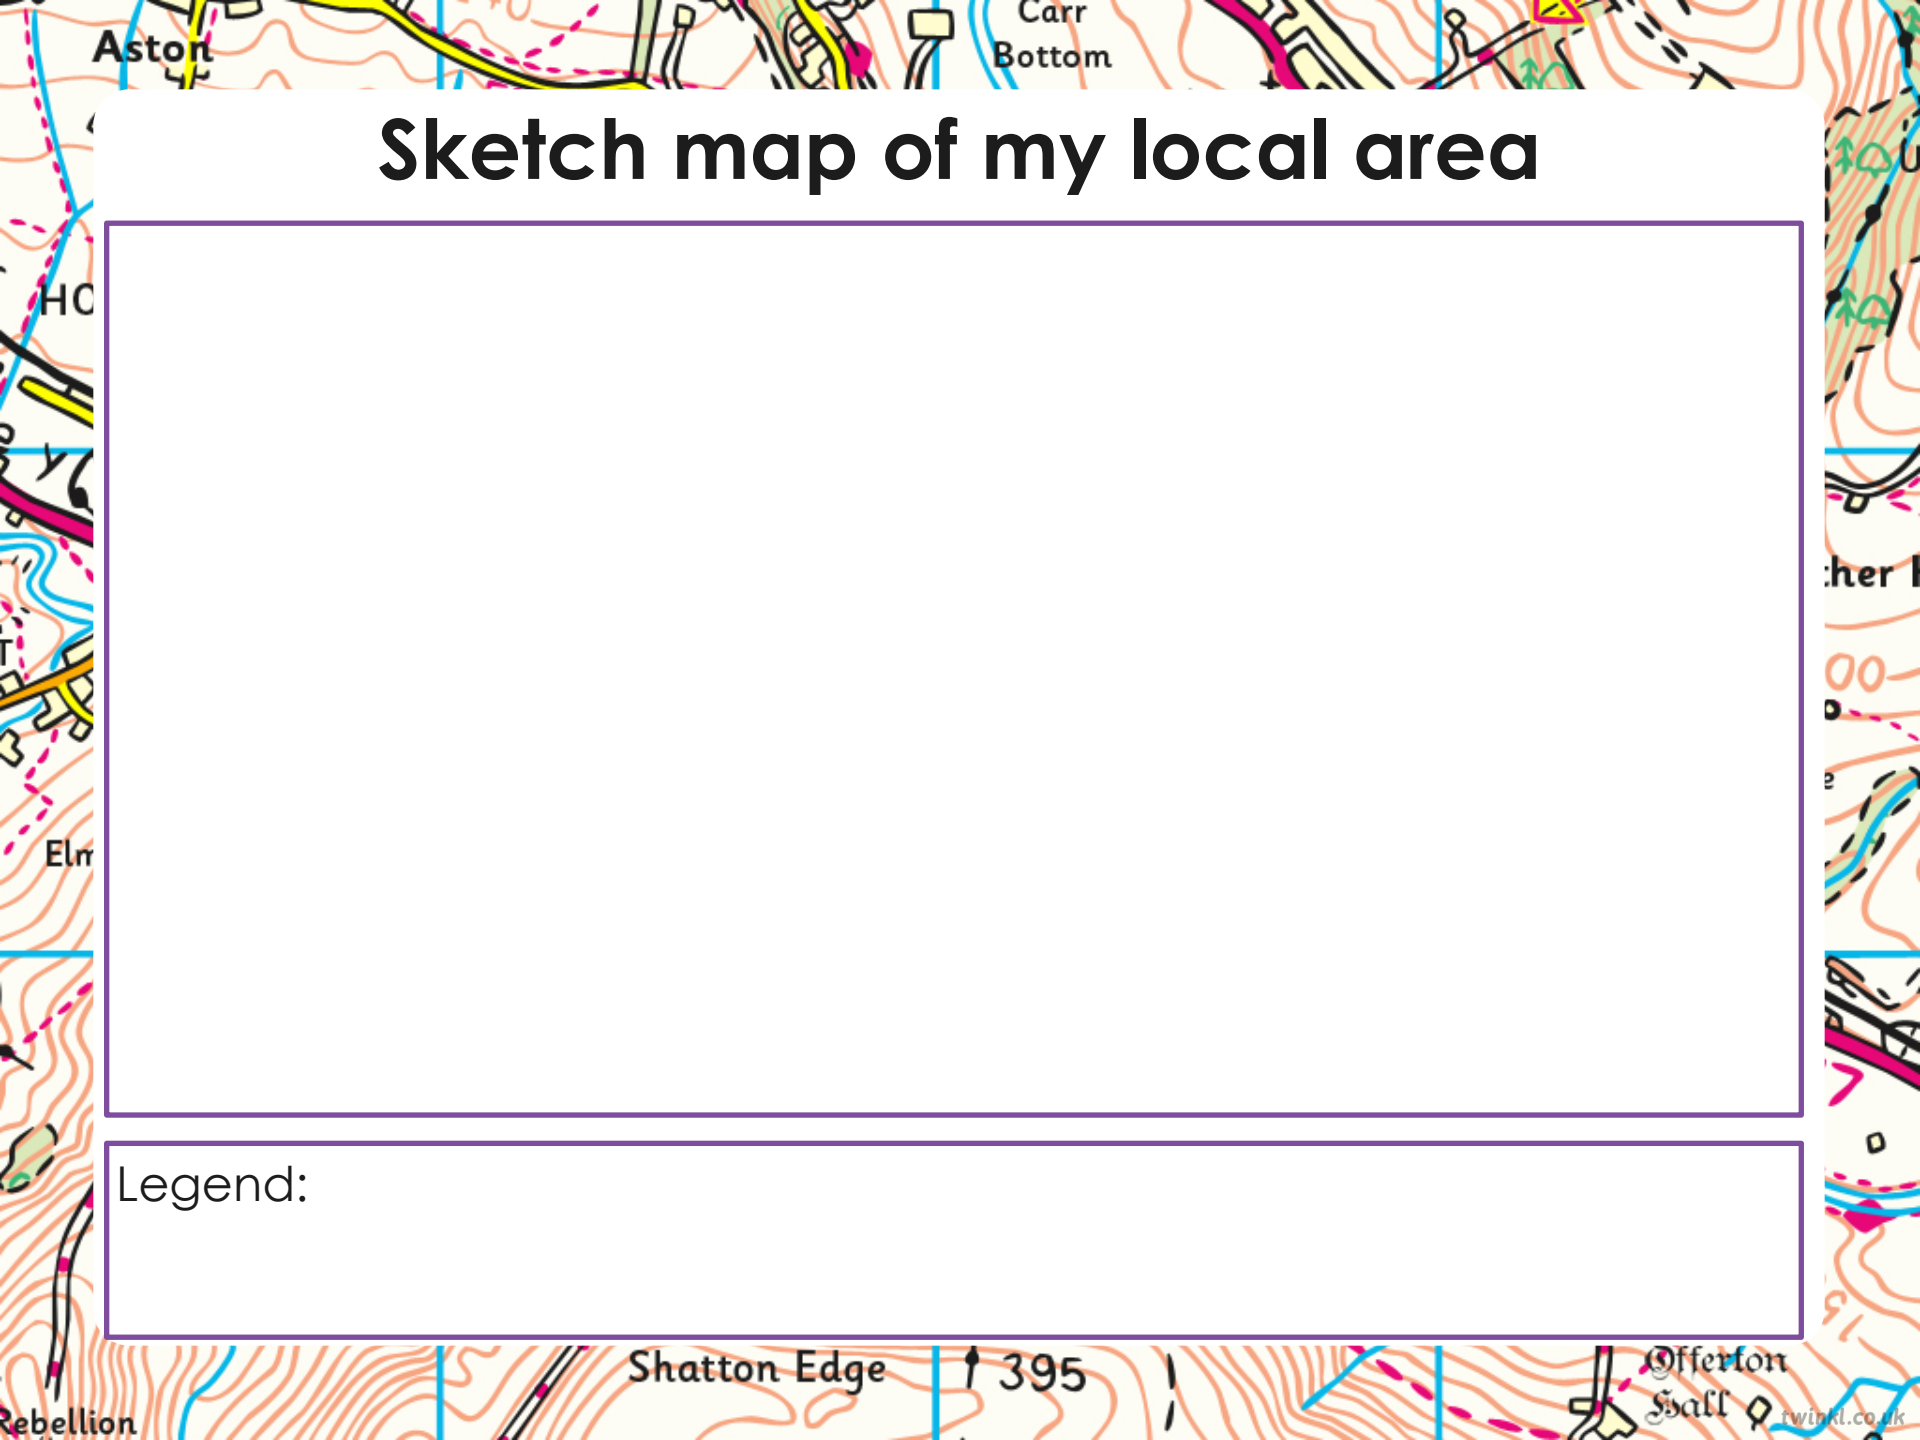 Carr
Aston
Bottom
Sketch map of my local area
Legend:
Shatton Edge
395
Offerton
Hall
Rebellion
twinkl.co.uk